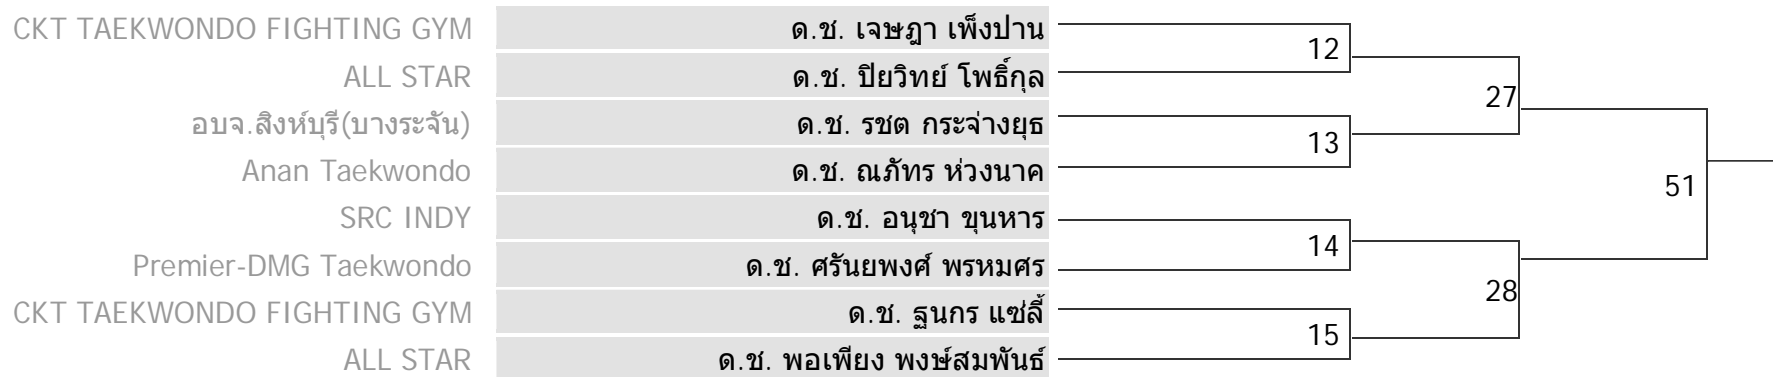 CKT TAEKWONDO FIGHTING GYM ด.ช. เจษฎา เพ็งปาน
12
ALL STAR ด.ช. ปิยวิทย์ โพธิ์กุล
27
อบจ.สิงห์บุรี(บางระจัน) ด.ช. รชต กระจ่างยุธ
13
Anan Taekwondo ด.ช. ณภัทร ห่วงนาค
51
SRC INDY ด.ช. อนุชา ขุนหาร
14
Premier-DMG Taekwondo ด.ช. ศรันยพงศ์ พรหมศร
28
CKT TAEKWONDO FIGHTING GYM ด.ช. ฐนกร แซ่ลี้
15
ALL STAR ด.ช. พอเพียง พงษ์สมพันธ์